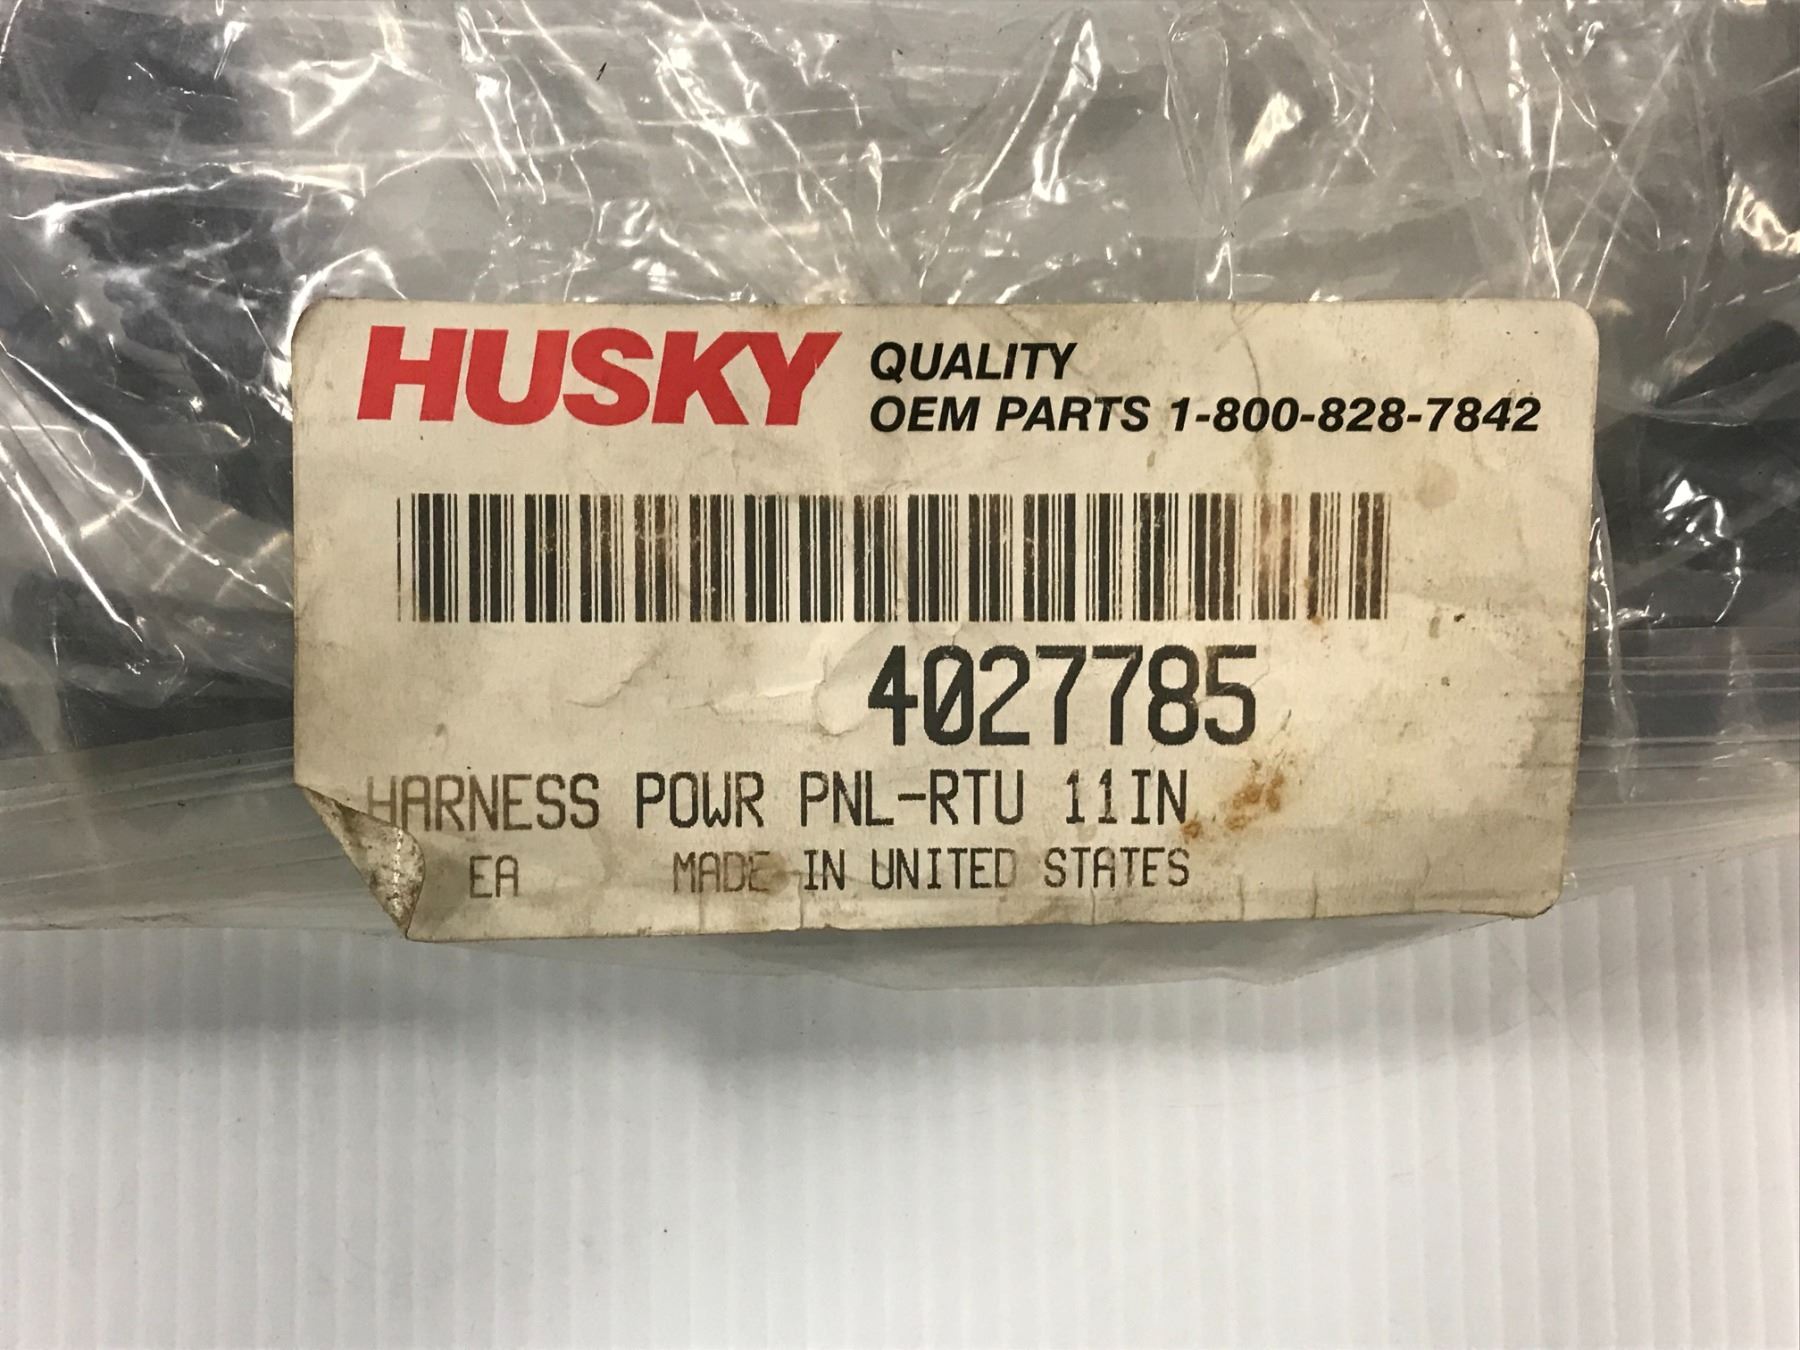 HUSKY
QUALITY
OEM PARTS 1-800-828-7842
4027785
HARNESS POWR PNL-RTU 11IN
EA MADE IN UNITED STATES